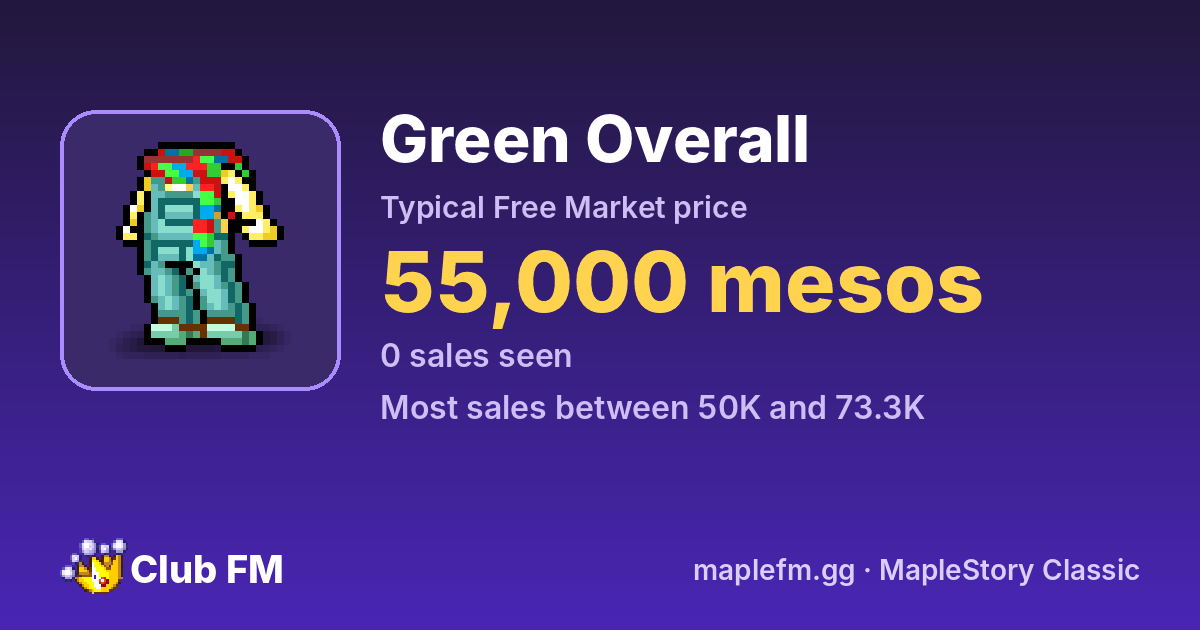 Green Overall
Typical Free Market price
55,000 mesos
0 sales seen
Most sales between 50K and 73.3K
Club FM
maplefm.gg · MapleStory Classic